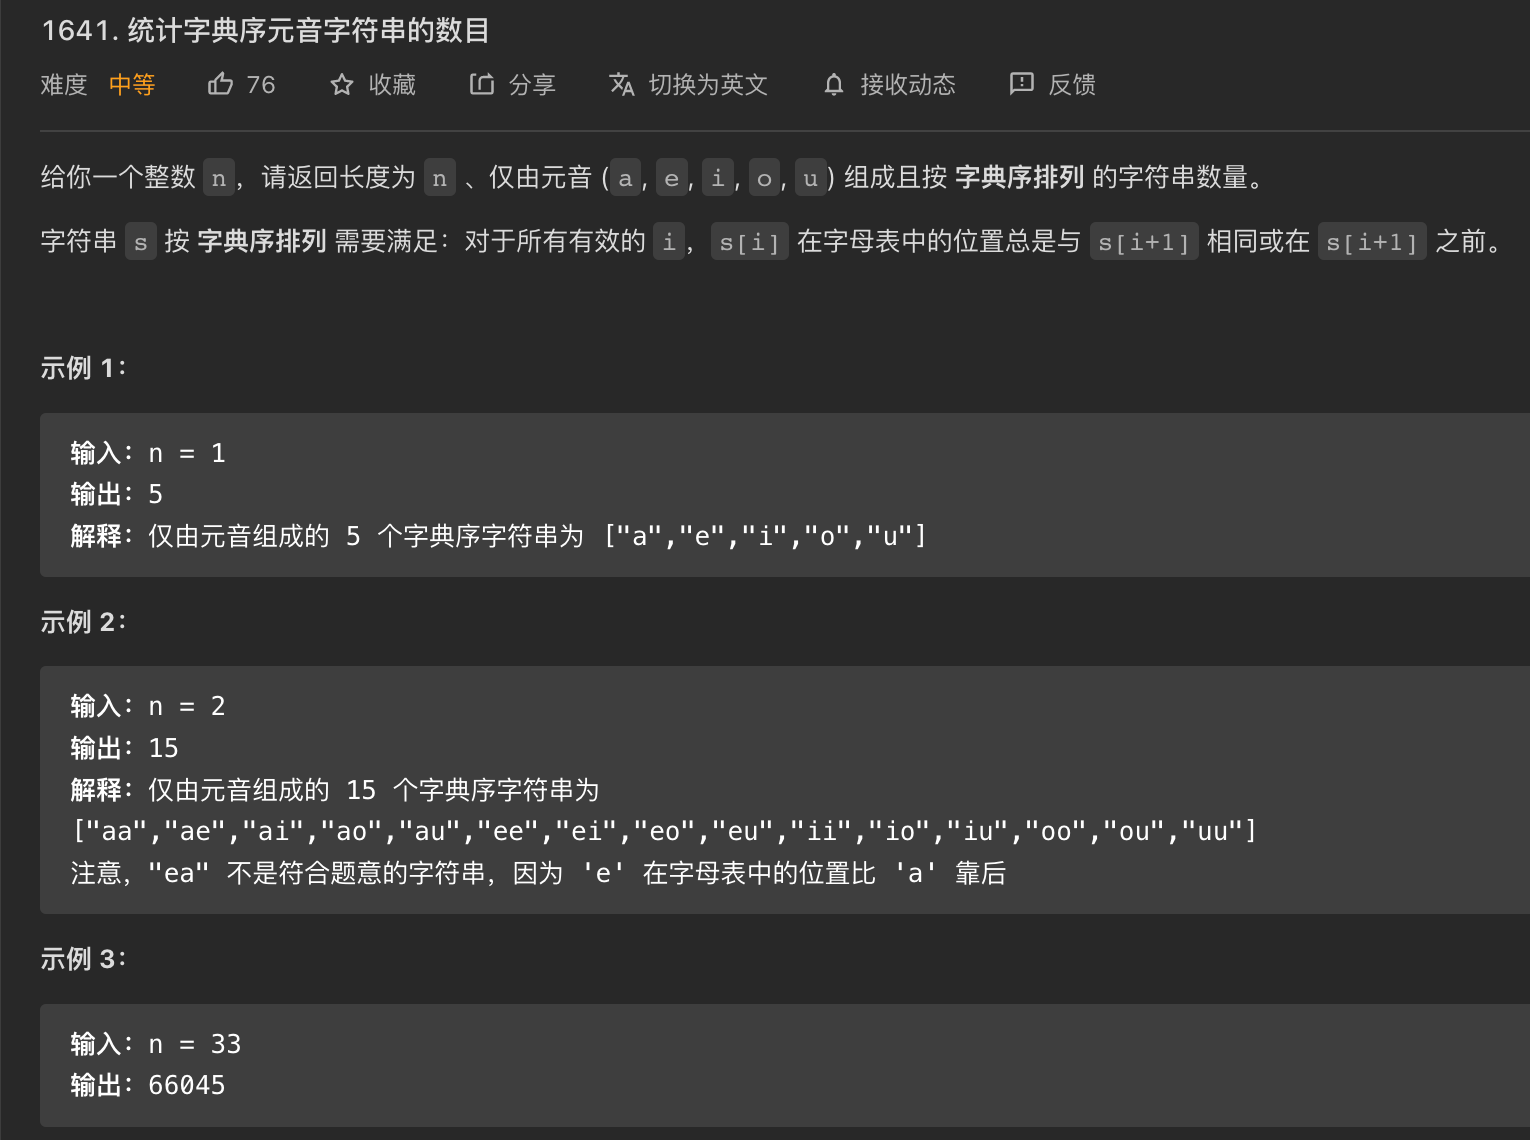 1641. 统计字典序元音字符串的数目
难度 中等 76 收藏 分享 切换为英文 接收动态 反馈
给你一个整数 n，请返回长度为 n 、仅由元音 (a, e, i, o, u) 组成且按 字典序排列 的字符串数量。
字符串 s 按 字典序排列 需要满足：对于所有有效的 i，s[i] 在字母表中的位置总是与 s[i+1] 相同或在 s[i+1] 之前。
示例 1：
输入：n = 1
输出：5
解释：仅由元音组成的 5 个字典序字符串为 ["a","e","i","o","u"]
示例 2：
输入：n = 2
输出：15
解释：仅由元音组成的 15 个字典序字符串为
["aa","ae","ai","ao","au","ee","ei","eo","eu","ii","io","iu","oo","ou","uu"]
注意，"ea" 不是符合题意的字符串，因为 'e' 在字母表中的位置比 'a' 靠后
示例 3：
输入：n = 33
输出：66045